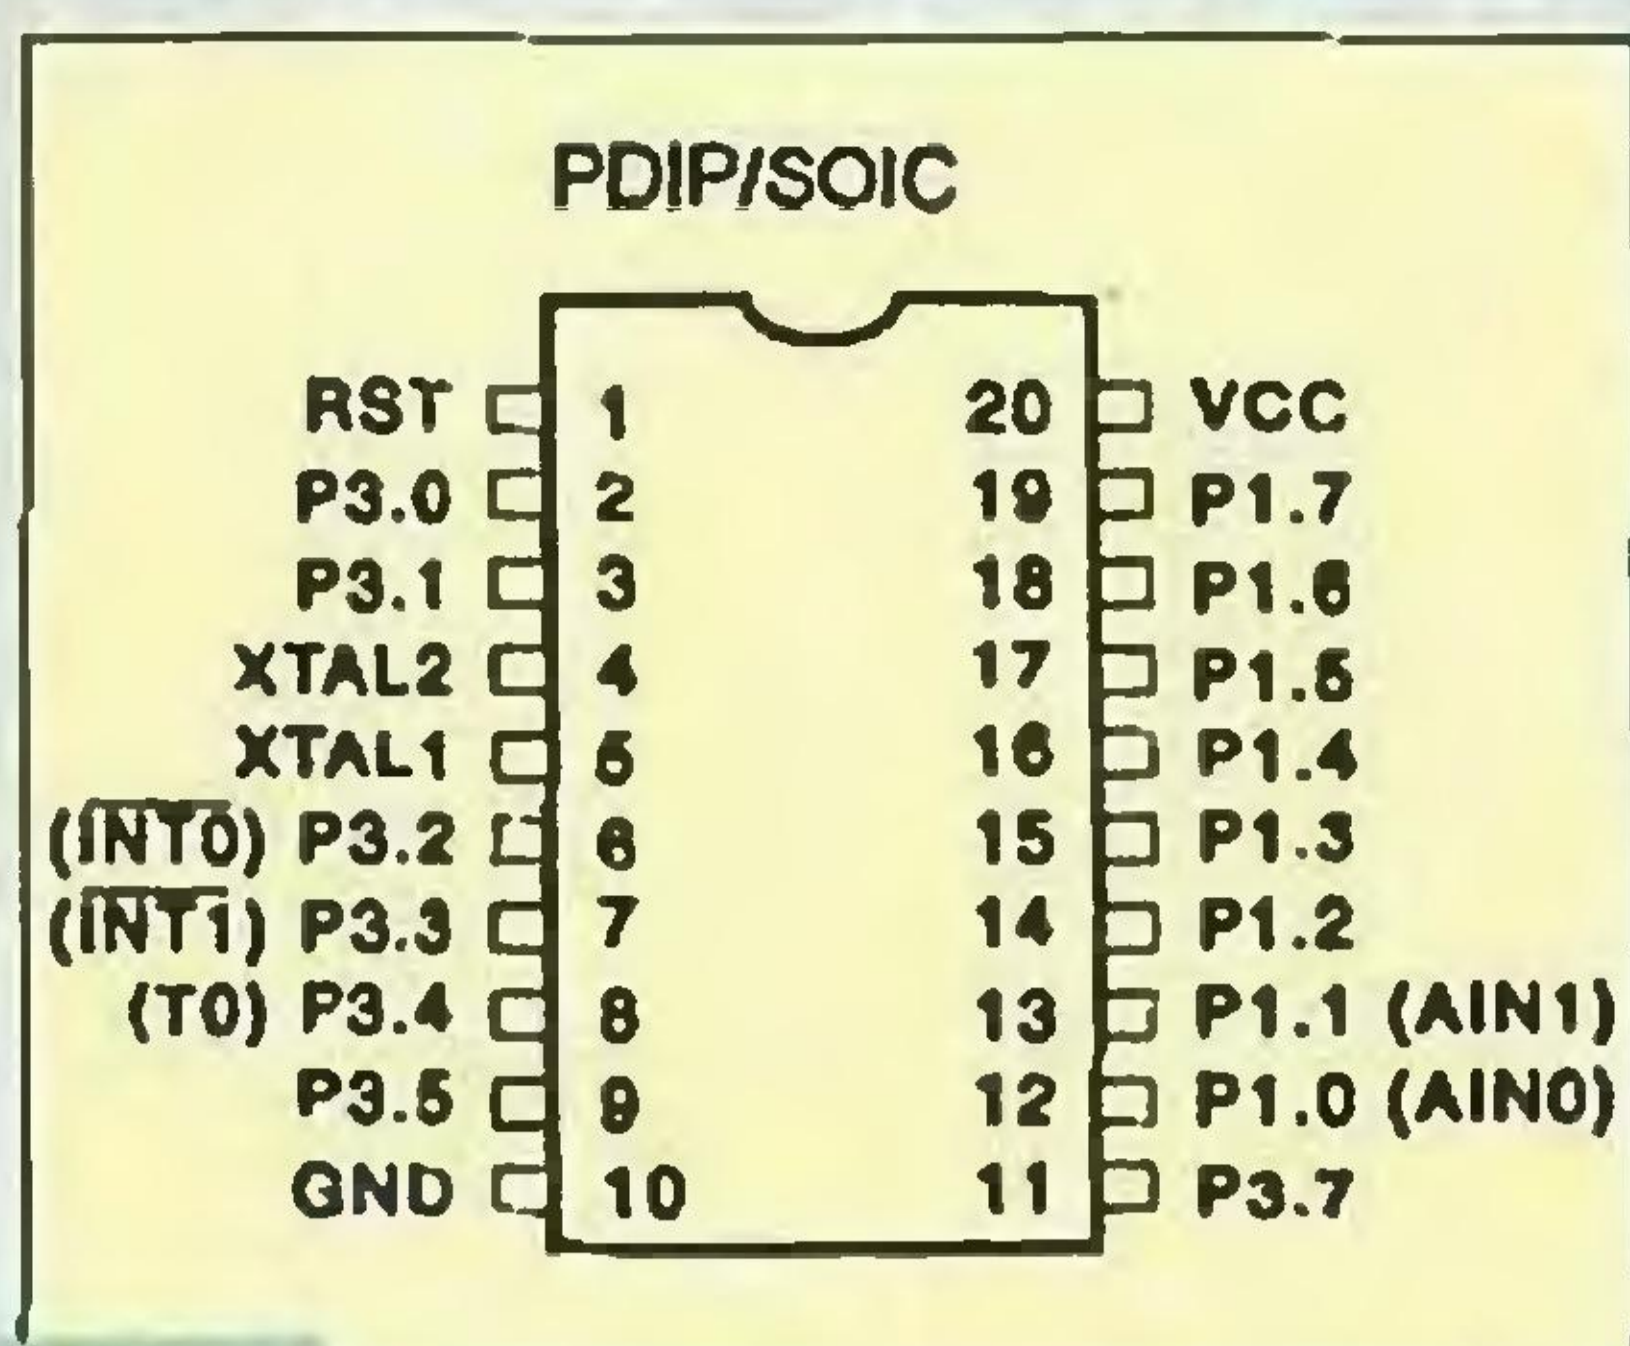 PDIP/SOIC
RST 1 20 VCC
P3.0 2 19 P1.7
P3.1 3 18 P1.6
XTAL2 4 17 P1.5
XTAL1 5 16 P1.4
(INT0) P3.2 6 15 P1.3
(INT1) P3.3 7 14 P1.2
(T0) P3.4 8 13 P1.1 (AIN1)
P3.5 9 12 P1.0 (AIN0)
GND 10 11 P3.7